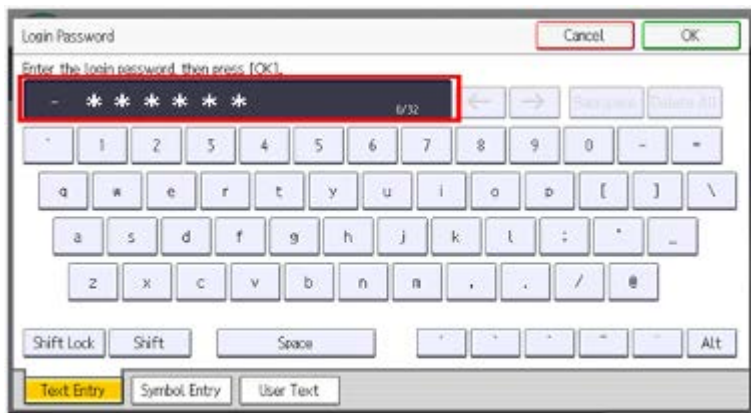 Login Password Cancel OK
Enter the login password, then press [OK].
- ****** 0/32 ← → Backspace Delete All
` 1 2 3 4 5 6 7 8 9 0 - =
q w e r t y u i o p [ ] \
a s d f g h j k l ; ' _
z x c v b n m , . / @
Shift Lock Shift Space Alt
Text Entry Symbol Entry User Text